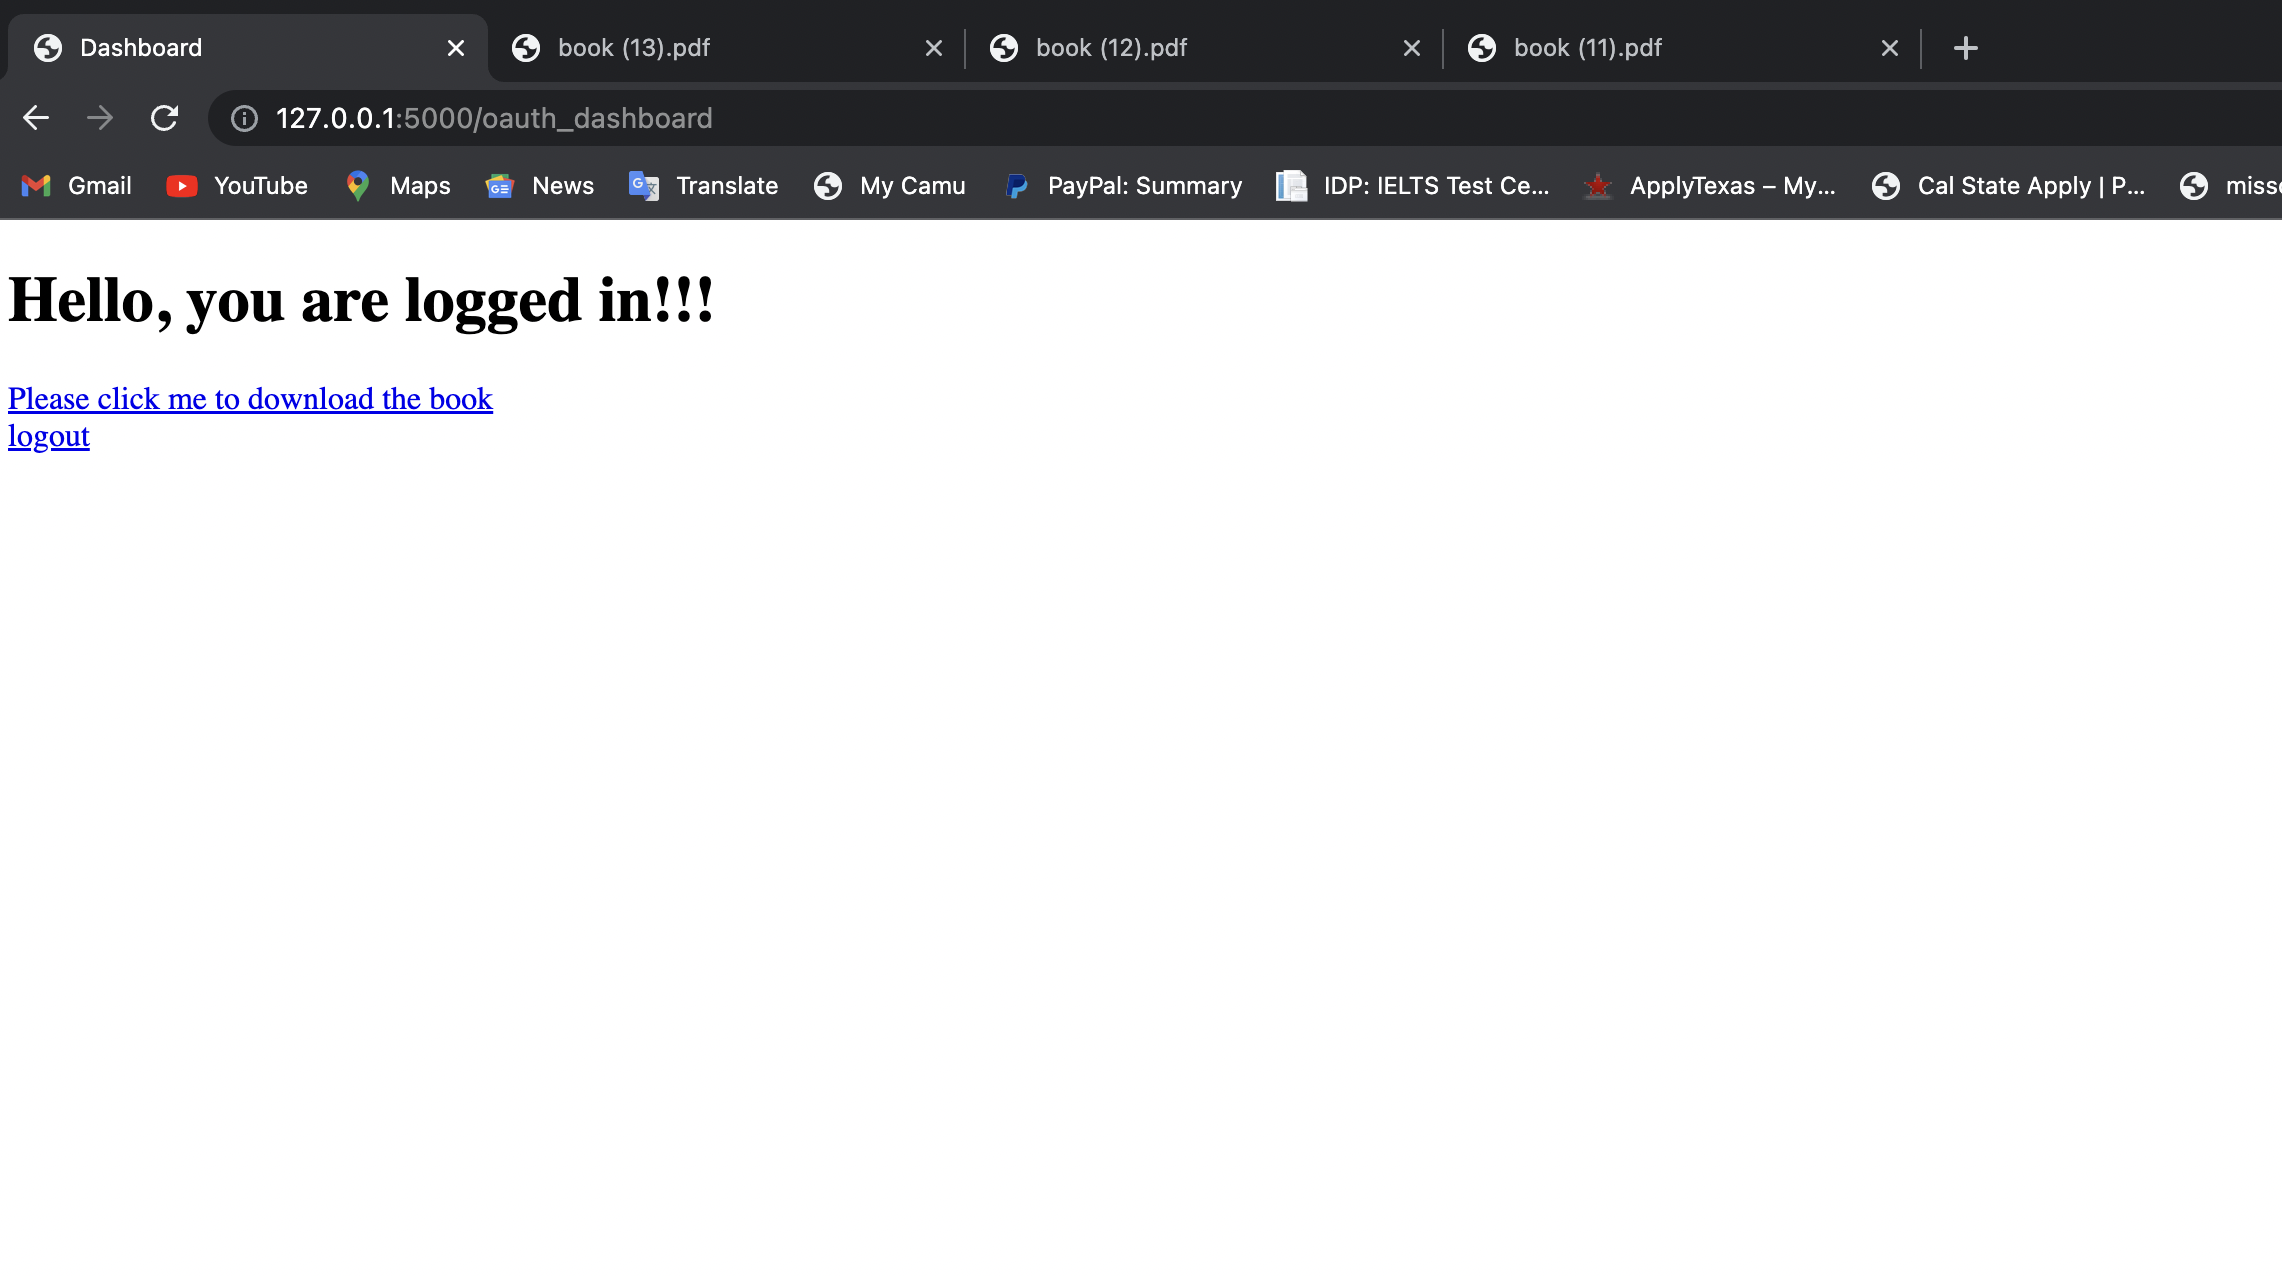 Dashboard
book (13).pdf
book (12).pdf
book (11).pdf
127.0.0.1:5000/oauth_dashboard
Gmail
YouTube
Maps
News
Translate
My Camu
PayPal: Summary
IDP: IELTS Test Ce...
ApplyTexas – My...
Cal State Apply | P...
Hello, you are logged in!!!
Please click me to download the book
logout